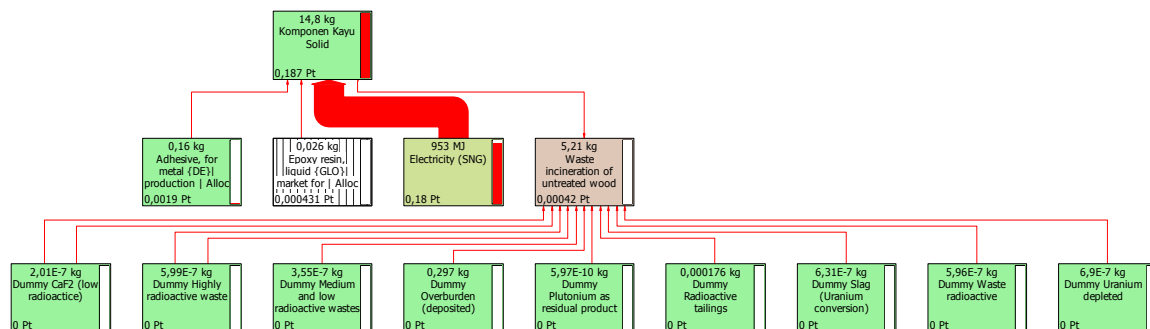 14,8 kg
Komponen Kayu
Solid
0,187 Pt
0,16 kg
Adhesive, for
metal {DE}|
production | Alloc
0,0019 Pt
0,026 kg
Epoxy resin,
liquid {GLO}|
market for | Alloc
0,000431 Pt
953 MJ
Electricity (SNG)
0,18 Pt
5,21 kg
Waste
incineration of
untreated wood
0,00042 Pt
2,01E-7 kg
Dummy CaF2 (low
radioactice)
0 Pt
5,99E-7 kg
Dummy Highly
radioactive waste
0 Pt
3,55E-7 kg
Dummy Medium
and low
radioactive wastes
0 Pt
0,297 kg
Dummy
Overburden
(deposited)
0 Pt
5,97E-10 kg
Dummy
Plutonium as
residual product
0 Pt
0,000176 kg
Dummy
Radioactive
tailings
0 Pt
6,31E-7 kg
Dummy Slag
(Uranium
conversion)
0 Pt
5,96E-7 kg
Dummy Waste
radioactive
0 Pt
6,9E-7 kg
Dummy Uranium
depleted
0 Pt